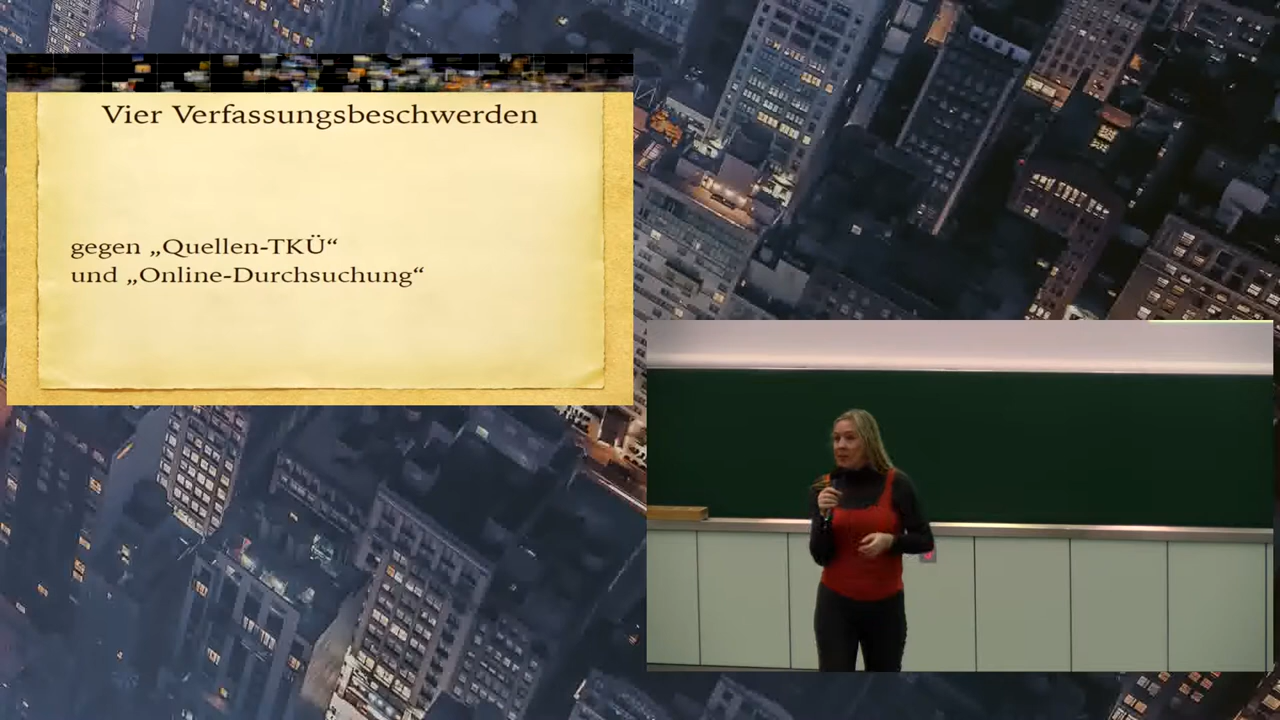 Vier Verfassungsbeschwerden
gegen „Quellen-TKÜ“
und „Online-Durchsuchung“